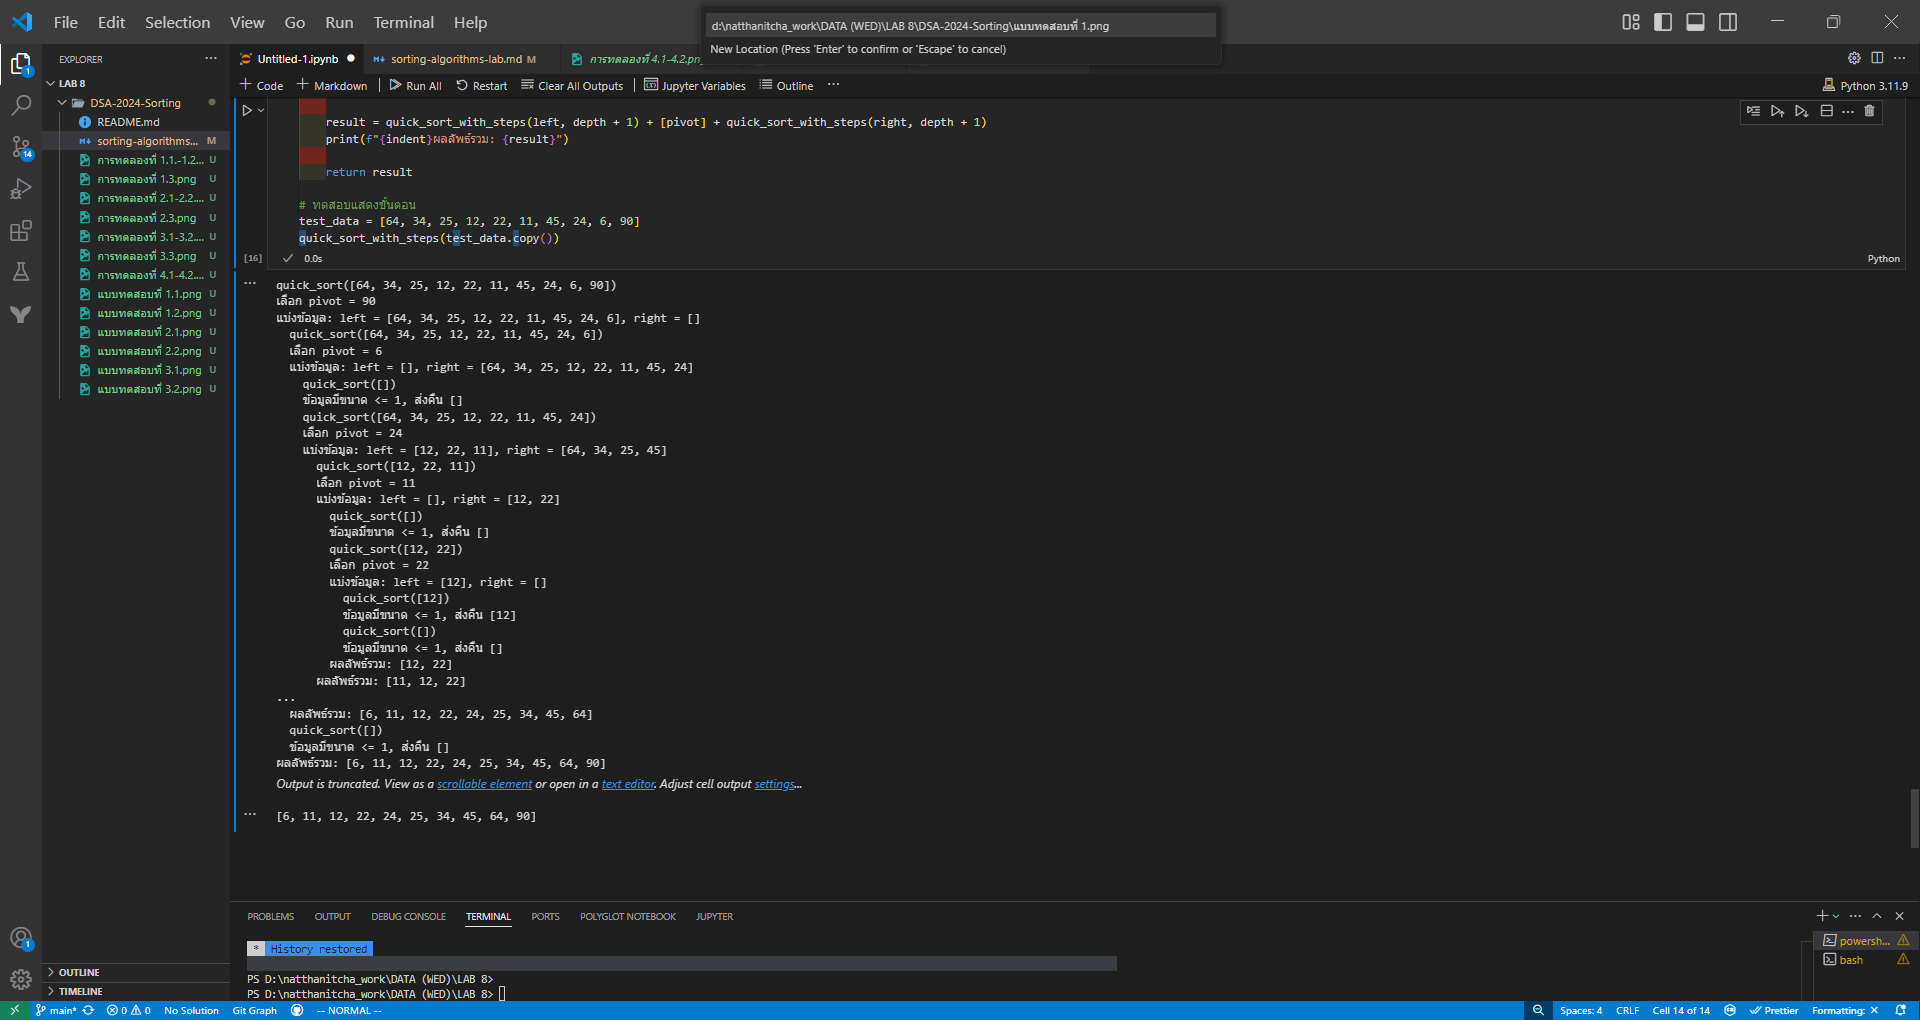 File Edit Selection View Go Run Terminal Help
d:\natthanitcha_work\DATA (WED)\LAB 8\DSA-2024-Sorting\แบบทดสอบที่ 1.png
New Location (Press 'Enter' to confirm or 'Escape' to cancel)
EXPLORER
LAB 8
DSA-2024-Sorting
README.md
sorting-algorithms... M
การทดลองที่ 1.1.-1.2... U
การทดลองที่ 1.3.png U
การทดลองที่ 2.1-2.2.... U
การทดลองที่ 2.3.png U
การทดลองที่ 3.1-3.2.... U
การทดลองที่ 3.3.png U
การทดลองที่ 4.1-4.2.... U
แบบทดสอบที่ 1.1.png U
แบบทดสอบที่ 1.2.png U
แบบทดสอบที่ 2.1.png U
แบบทดสอบที่ 2.2.png U
แบบทดสอบที่ 3.1.png U
แบบทดสอบที่ 3.2.png U
OUTLINE
TIMELINE
1
14
1
Untitled-1.ipynb sorting-algorithms-lab.md M การทดลองที่ 4.1-4.2.pn
Code Markdown Run All Restart Clear All Outputs Jupyter Variables Outline ...
Python 3.11.9
result = quick_sort_with_steps(left, depth + 1) + [pivot] + quick_sort_with_steps(right, depth + 1)
print(f"{indent}ผลลัพธ์รวม: {result}")
return result
# ทดสอบแสดงขั้นตอน
test_data = [64, 34, 25, 12, 22, 11, 45, 24, 6, 90]
quick_sort_with_steps(test_data.copy())
[16] 0.0s Python
quick_sort([64, 34, 25, 12, 22, 11, 45, 24, 6, 90])
เลือก pivot = 90
แบ่งข้อมูล: left = [64, 34, 25, 12, 22, 11, 45, 24, 6], right = []
quick_sort([64, 34, 25, 12, 22, 11, 45, 24, 6])
เลือก pivot = 6
แบ่งข้อมูล: left = [], right = [64, 34, 25, 12, 22, 11, 45, 24]
quick_sort([])
ข้อมูลมีขนาด <= 1, ส่งคืน []
quick_sort([64, 34, 25, 12, 22, 11, 45, 24])
เลือก pivot = 24
แบ่งข้อมูล: left = [12, 22, 11], right = [64, 34, 25, 45]
quick_sort([12, 22, 11])
เลือก pivot = 11
แบ่งข้อมูล: left = [], right = [12, 22]
quick_sort([])
ข้อมูลมีขนาด <= 1, ส่งคืน []
quick_sort([12, 22])
เลือก pivot = 22
แบ่งข้อมูล: left = [12], right = []
quick_sort([12])
ข้อมูลมีขนาด <= 1, ส่งคืน [12]
quick_sort([])
ข้อมูลมีขนาด <= 1, ส่งคืน []
ผลลัพธ์รวม: [12, 22]
ผลลัพธ์รวม: [11, 12, 22]
...
ผลลัพธ์รวม: [6, 11, 12, 22, 24, 25, 34, 45, 64]
quick_sort([])
ข้อมูลมีขนาด <= 1, ส่งคืน []
ผลลัพธ์รวม: [6, 11, 12, 22, 24, 25, 34, 45, 64, 90]
Output is truncated. View as a scrollable element or open in a text editor. Adjust cell output settings...
[6, 11, 12, 22, 24, 25, 34, 45, 64, 90]
PROBLEMS OUTPUT DEBUG CONSOLE TERMINAL PORTS POLYGLOT NOTEBOOK JUPYTER
* History restored
PS D:\natthanitcha_work\DATA (WED)\LAB 8>
PS D:\natthanitcha_work\DATA (WED)\LAB 8>
powersh...
bash
main* 0 0 No Solution Git Graph -- NORMAL -- Spaces: 4 CRLF Cell 14 of 14 Prettier Formatting: ✕